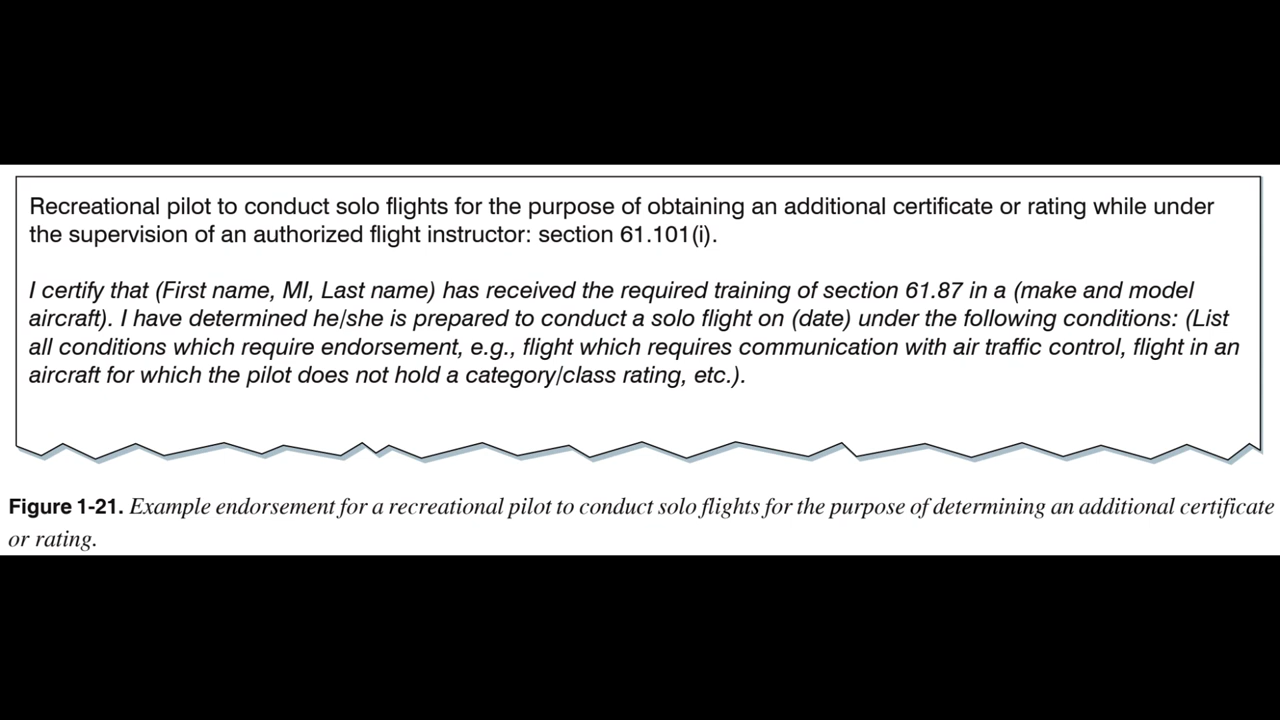 Recreational pilot to conduct solo flights for the purpose of obtaining an additional certificate or rating while under
the supervision of an authorized flight instructor: section 61.101(i).
I certify that (First name, MI, Last name) has received the required training of section 61.87 in a (make and model
aircraft). I have determined he/she is prepared to conduct a solo flight on (date) under the following conditions: (List
all conditions which require endorsement, e.g., flight which requires communication with air traffic control, flight in an
aircraft for which the pilot does not hold a category/class rating, etc.).
Figure 1-21. Example endorsement for a recreational pilot to conduct solo flights for the purpose of determining an additional certificate
or rating.